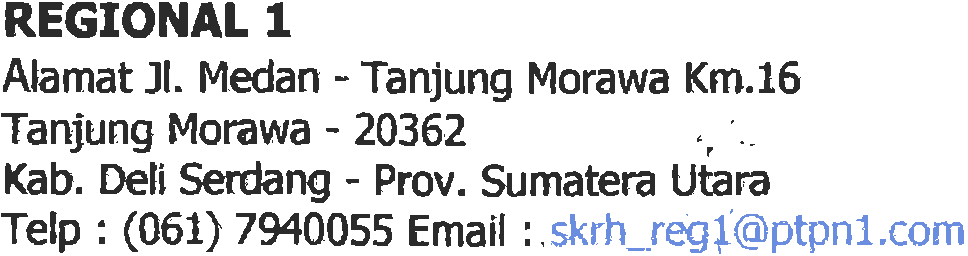 REGIONAL 1
Alamat Jl. Medan - Tanjung Morawa Km.16
Tanjung Morawa - 20362
Kab. Deli Serdang - Prov. Sumatera Utara
Telp : (061) 7940055 Email : skrh_reg1@ptpn1.com